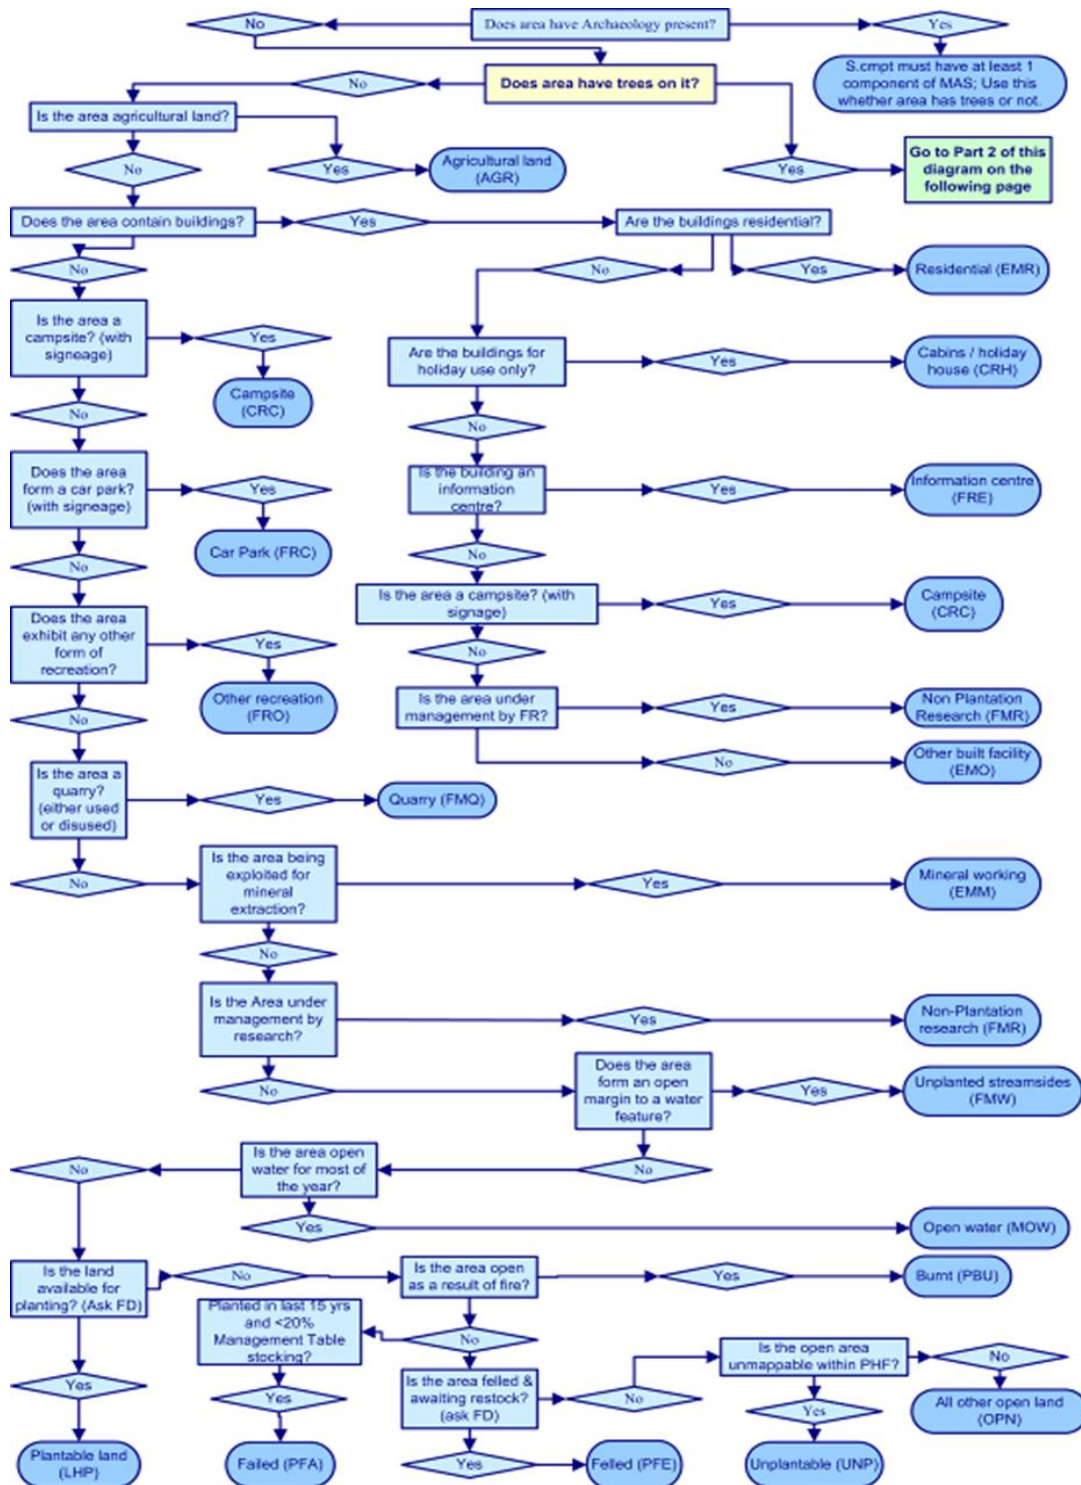 No
Does area have Archaeology present?
Yes
S.cmpt must have at least 1
component of MAS; Use this
whether area has trees or not.
No
Does area have trees on it?
Is the area agricultural land?
Yes
Agricultural land
(AGR)
Yes
Go to Part 2 of this
diagram on the
following page
No
Does the area contain buildings?
Yes
Are the buildings residential?
No
No
Yes
Residential (EMR)
Is the area a
campsite? (with
signeage)
Yes
Campsite
(CRC)
Are the buildings for
holiday use only?
Yes
Cabins / holiday
house (CRH)
No
No
Does the area
form a car park?
(with signeage)
Yes
Car Park (FRC)
Is the building an
information
centre?
Yes
Information centre
(FRE)
No
No
Is the area a campsite? (with
signage)
Yes
Campsite
(CRC)
Does the area
exhibit any other
form of
recreation?
Yes
Other recreation
(FRO)
No
Is the area under
management by FR?
Yes
Non Plantation
Research (FMR)
No
No
Other built facility
(EMO)
Is the area a
quarry?
(either used
or disused)
Yes
Quarry (FMQ)
No
Is the area being
exploited for
mineral
extraction?
Yes
Mineral working
(EMM)
No
Is the Area under
management by
research?
Yes
Non-Plantation
research (FMR)
No
Does the area
form an open
margin to a water
feature?
Yes
Unplanted streamsides
(FMW)
No
Is the area open
water for most of
the year?
No
Yes
Open water (MOW)
Is the land
available for
planting? (Ask FD)
No
Is the area open
as a result of fire?
Yes
Burnt (PBU)
Planted in last 15 yrs
and <20%
Management Table
stocking?
No
Is the open area
unmappable within PHF?
No
Yes
Yes
Is the area felled &
awaiting restock?
(ask FD)
No
Yes
All other open land
(OPN)
Plantable land
(LHP)
Failed (PFA)
Yes
Felled (PFE)
Unplantable (UNP)